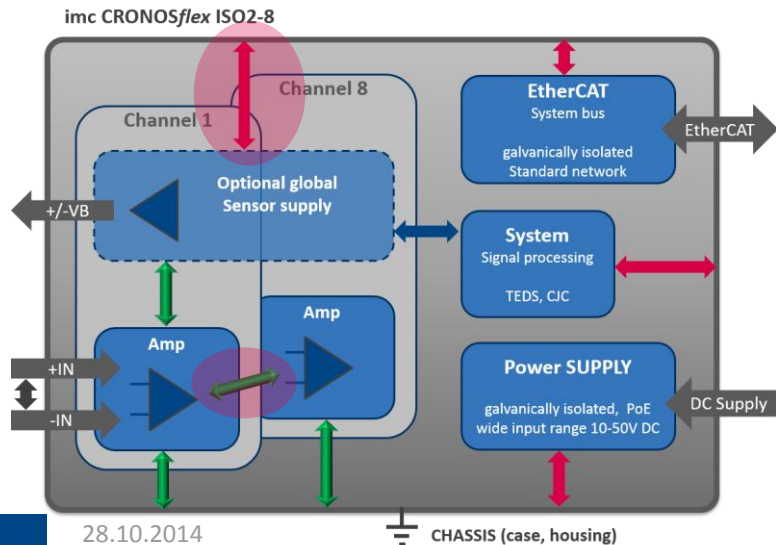 imc CRONOSflex ISO2-8
Channel 8
Channel 1
EtherCAT
System bus
galvanically isolated
Standard network
EtherCAT
Optional global
Sensor supply
+/-VB
System
Signal processing
TEDS, CJC
Amp
Amp
+IN
-IN
Power SUPPLY
galvanically isolated, PoE
wide input range 10-50V DC
DC Supply
28.10.2014
CHASSIS (case, housing)